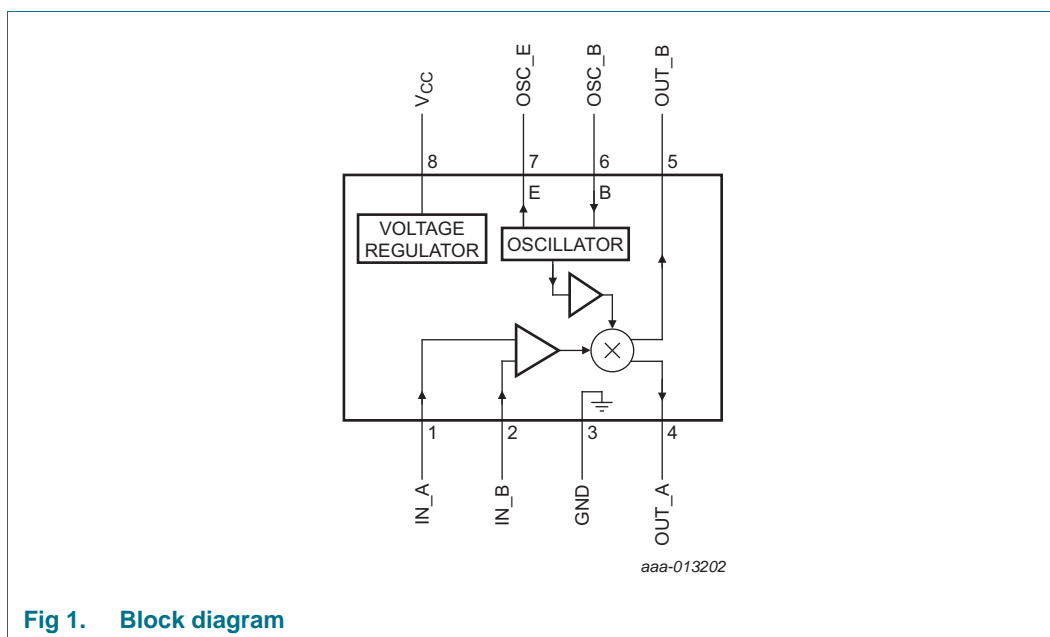 VCC
OSC_E
OSC_B
OUT_B
8
7
6
5
E
B
VOLTAGE
REGULATOR
OSCILLATOR
1
2
3
4
IN_A
IN_B
GND
OUT_A
aaa-013202
Fig 1. Block diagram